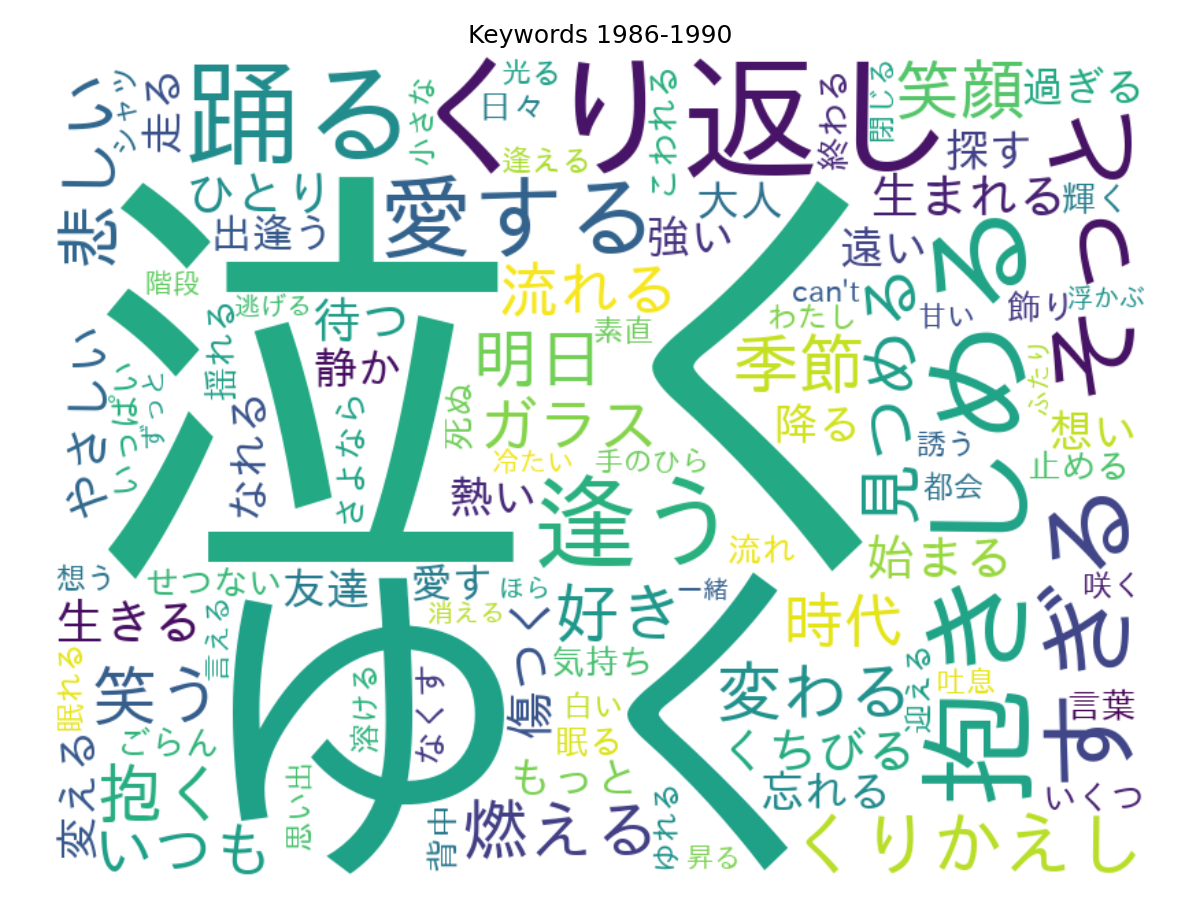 Keywords 1986-1990
悲しい
シャツ
走る
踊る
小さな
くり返し
光る
日々
逢える
こわれる
終わる
閉じる
笑顔
過ぎる
探す
そっと
ひとり
出逢う
愛する
強い
大人
生まれる
輝く
遠い
泣く
階段
逃げる
待つ
流れる
素直
can't
わたし
見つめる
甘い
飾り
浮かぶ
抱きしめる
やさしい
いっぱい
ずっと
揺れる
静か
なれる
さよなら
死ぬ
明日
ガラス
季節
降る
ふたり
想い
誘う
都会
止める
冷たい
手のひら
熱い
逢う
流れ
始まる
すぎる
咲く
想う
せつない
友達
愛す
ほら
一緒
生きる
言える
ゆく
消える
傷つく
好き
時代
気持ち
眠れる
笑う
溶ける
なくす
白い
変わる
迎える
吐息
言葉
ごらん
眠る
くちびる
変える
抱く
思い出
もっと
忘れる
いくつ
いつも
背中
燃える
ゆれる
昇る
くりかえし